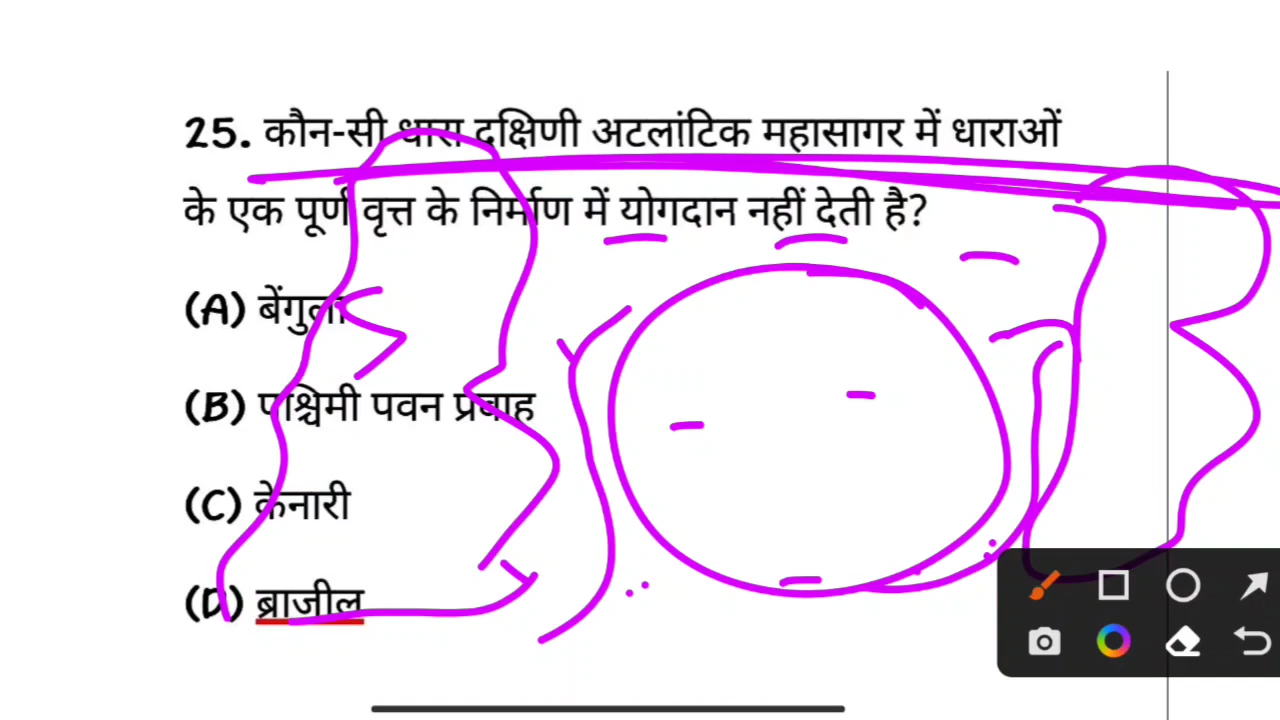 25. कौन-सी धारा दक्षिणी अटलांटिक महासागर में धाराओं
के एक पूर्ण वृत्त के निर्माण में योगदान नहीं देती है?
(A) बेंगुला
(B) पश्चिमी पवन प्रवाह
(C) केनारी
(D) ब्राजील